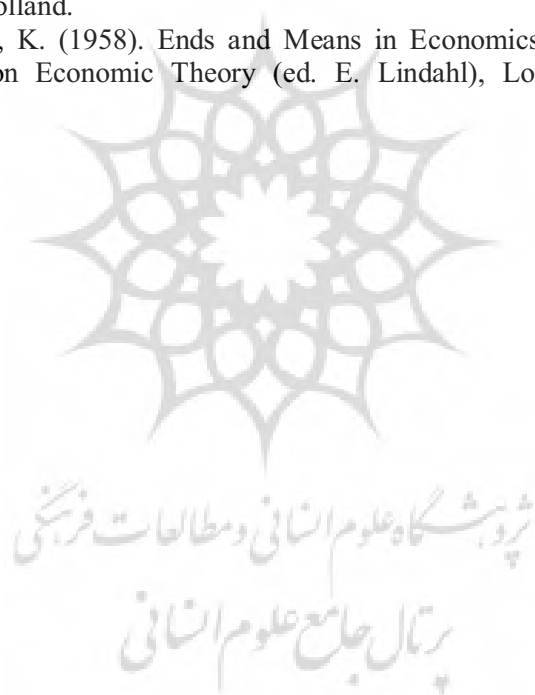 olland.
, K. (1958). Ends and Means in Economics
on Economic Theory (ed. E. Lindahl), Lo
پژوهشگاه علوم انسانی و مطالعات فرهنگی
پرتال جامع علوم انسانی